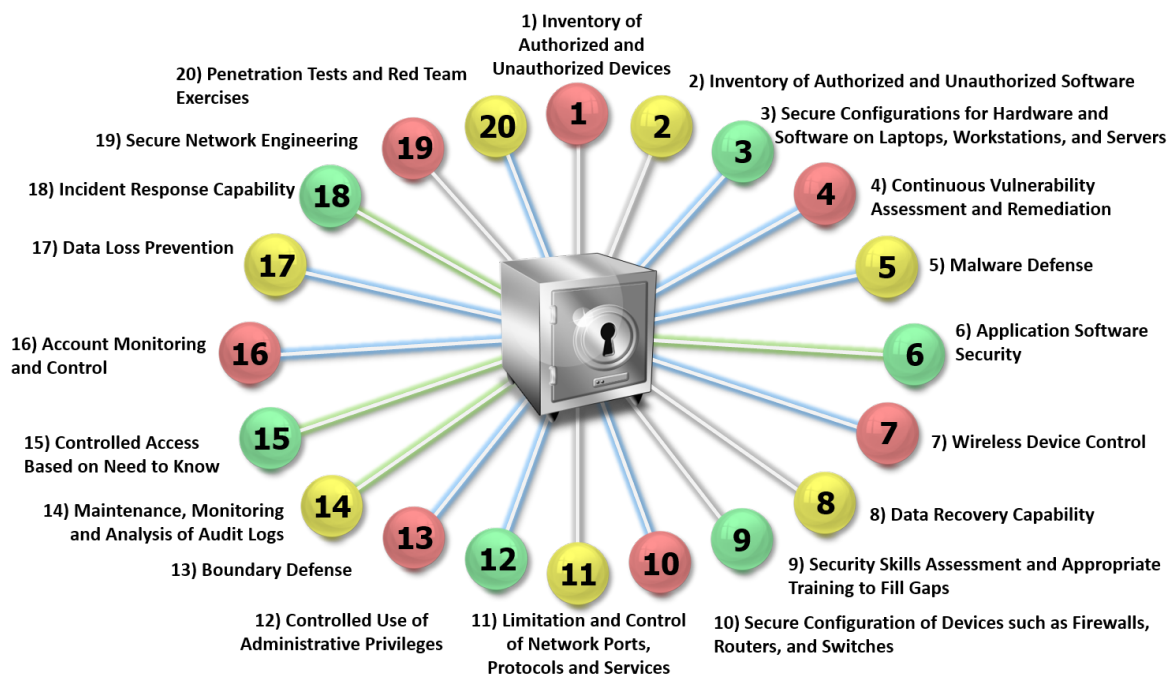 1) Inventory of
Authorized and
Unauthorized Devices
2) Inventory of Authorized and Unauthorized Software
3) Secure Configurations for Hardware and
Software on Laptops, Workstations, and Servers
4) Continuous Vulnerability
Assessment and Remediation
5) Malware Defense
6) Application Software
Security
7) Wireless Device Control
8) Data Recovery Capability
9) Security Skills Assessment and Appropriate
Training to Fill Gaps
10) Secure Configuration of Devices such as Firewalls,
Routers, and Switches
11) Limitation and Control
of Network Ports,
Protocols and Services
12) Controlled Use of
Administrative Privileges
13) Boundary Defense
14) Maintenance, Monitoring
and Analysis of Audit Logs
15) Controlled Access
Based on Need to Know
16) Account Monitoring
and Control
17) Data Loss Prevention
18) Incident Response Capability
19) Secure Network Engineering
20) Penetration Tests and Red Team
Exercises
1
2
3
4
5
6
7
8
9
10
11
12
13
14
15
16
17
18
19
20